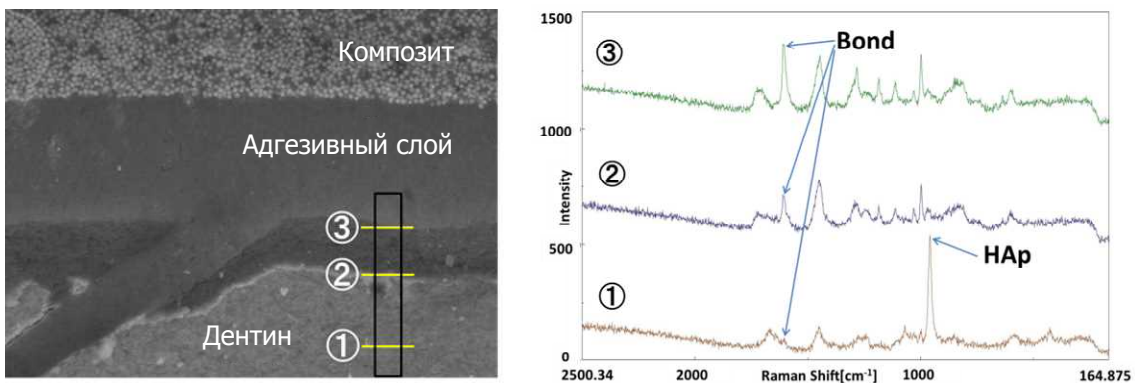 Композит
Адгезивный слой
③
②
Дентин
①
1500
③
Bond
1000
②
Intensity
500
HAp
①
0
2500.34
2000
Raman Shift[cm⁻¹]
1000
164.875